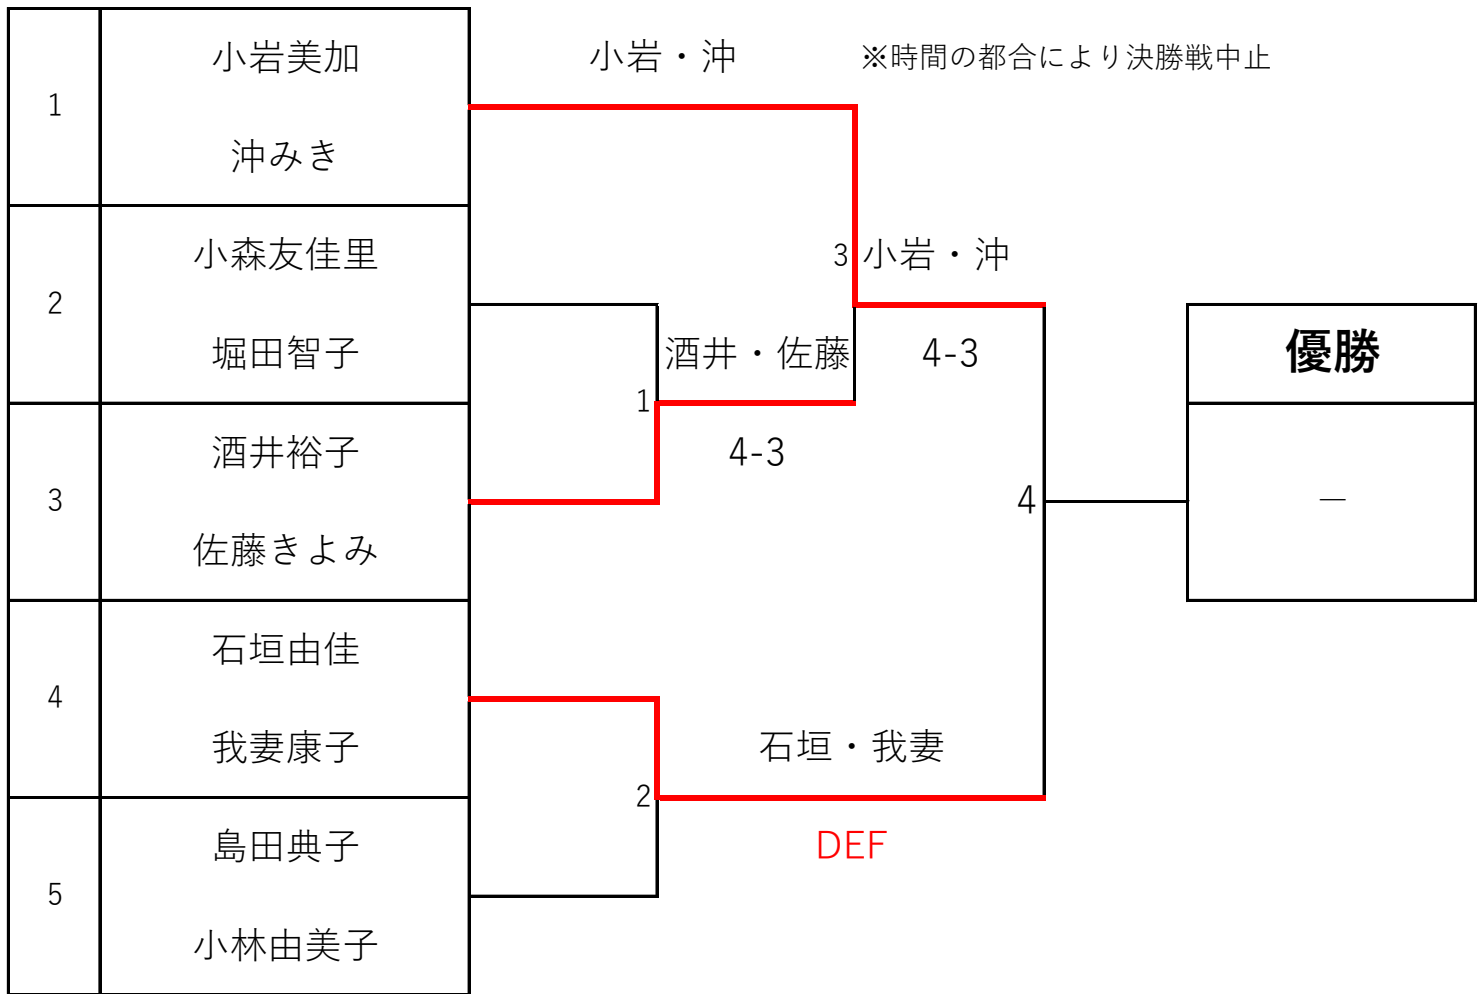 小岩美加
小岩・沖
※時間の都合により決勝戦中止
1
沖みき
小森友佳里
3
小岩・沖
2
堀田智子
酒井・佐藤
4-3
優勝
1
酒井裕子
4-3
3
4
—
佐藤きよみ
石垣由佳
4
我妻康子
石垣・我妻
2
島田典子
DEF
5
小林由美子